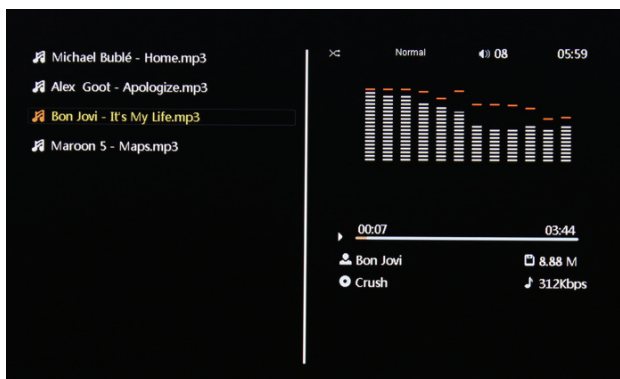 Michael Bublé - Home.mp3
Alex Goot - Apologize.mp3
Bon Jovi - It's My Life.mp3
Maroon 5 - Maps.mp3
Normal 08 05:59
00:07 03:44
Bon Jovi 8.88 M
Crush 312Kbps